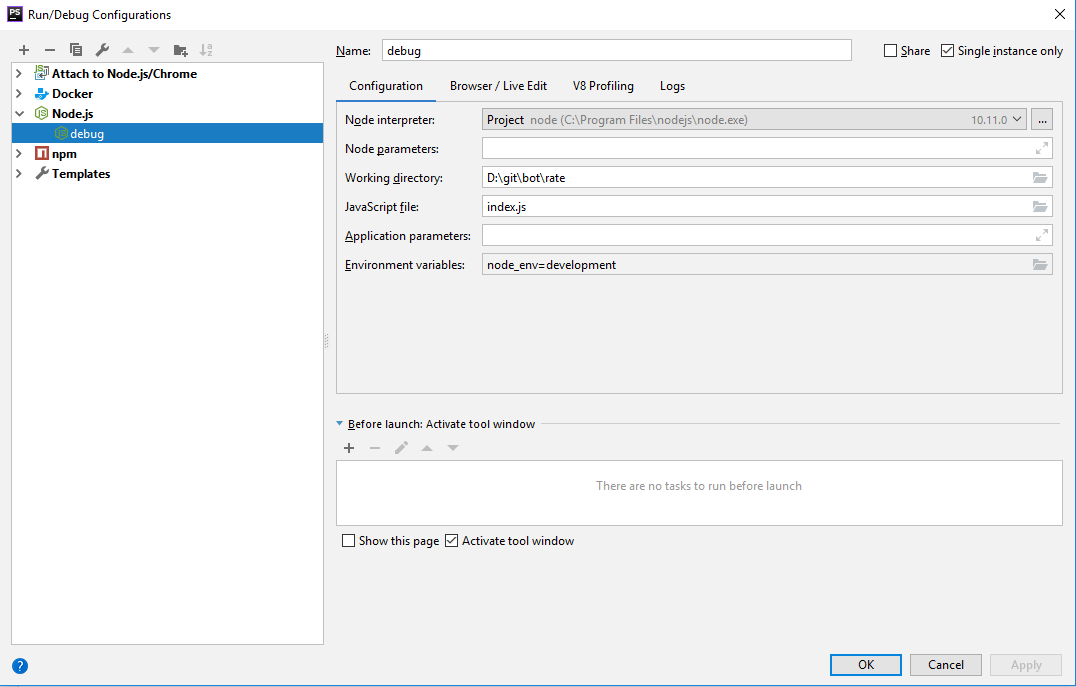 PS Run/Debug Configurations
Name: debug
Share
Single instance only
Attach to Node.js/Chrome
Docker
Node.js
debug
npm
Templates
Configuration Browser / Live Edit V8 Profiling Logs
Node interpreter: Project node (C:\Program Files\nodejs\node.exe) 10.11.0 ...
Node parameters:
Working directory: D:\git\bot\rate
JavaScript file: index.js
Application parameters:
Environment variables: node_env=development
Before launch: Activate tool window
There are no tasks to run before launch
Show this page Activate tool window
? OK Cancel Apply